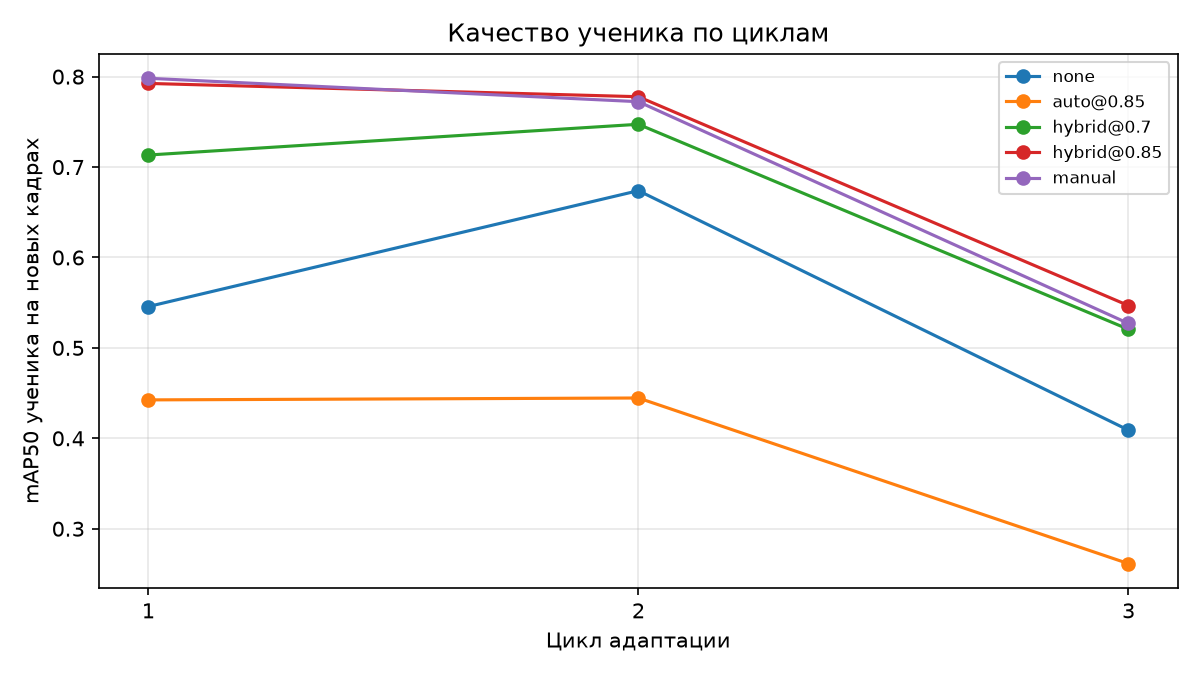 Качество ученика по циклам
mAP50 ученика на новых кадрах
0.8
0.7
0.6
0.5
0.4
0.3
none
auto@0.85
hybrid@0.7
hybrid@0.85
manual
1
2
3
Цикл адаптации